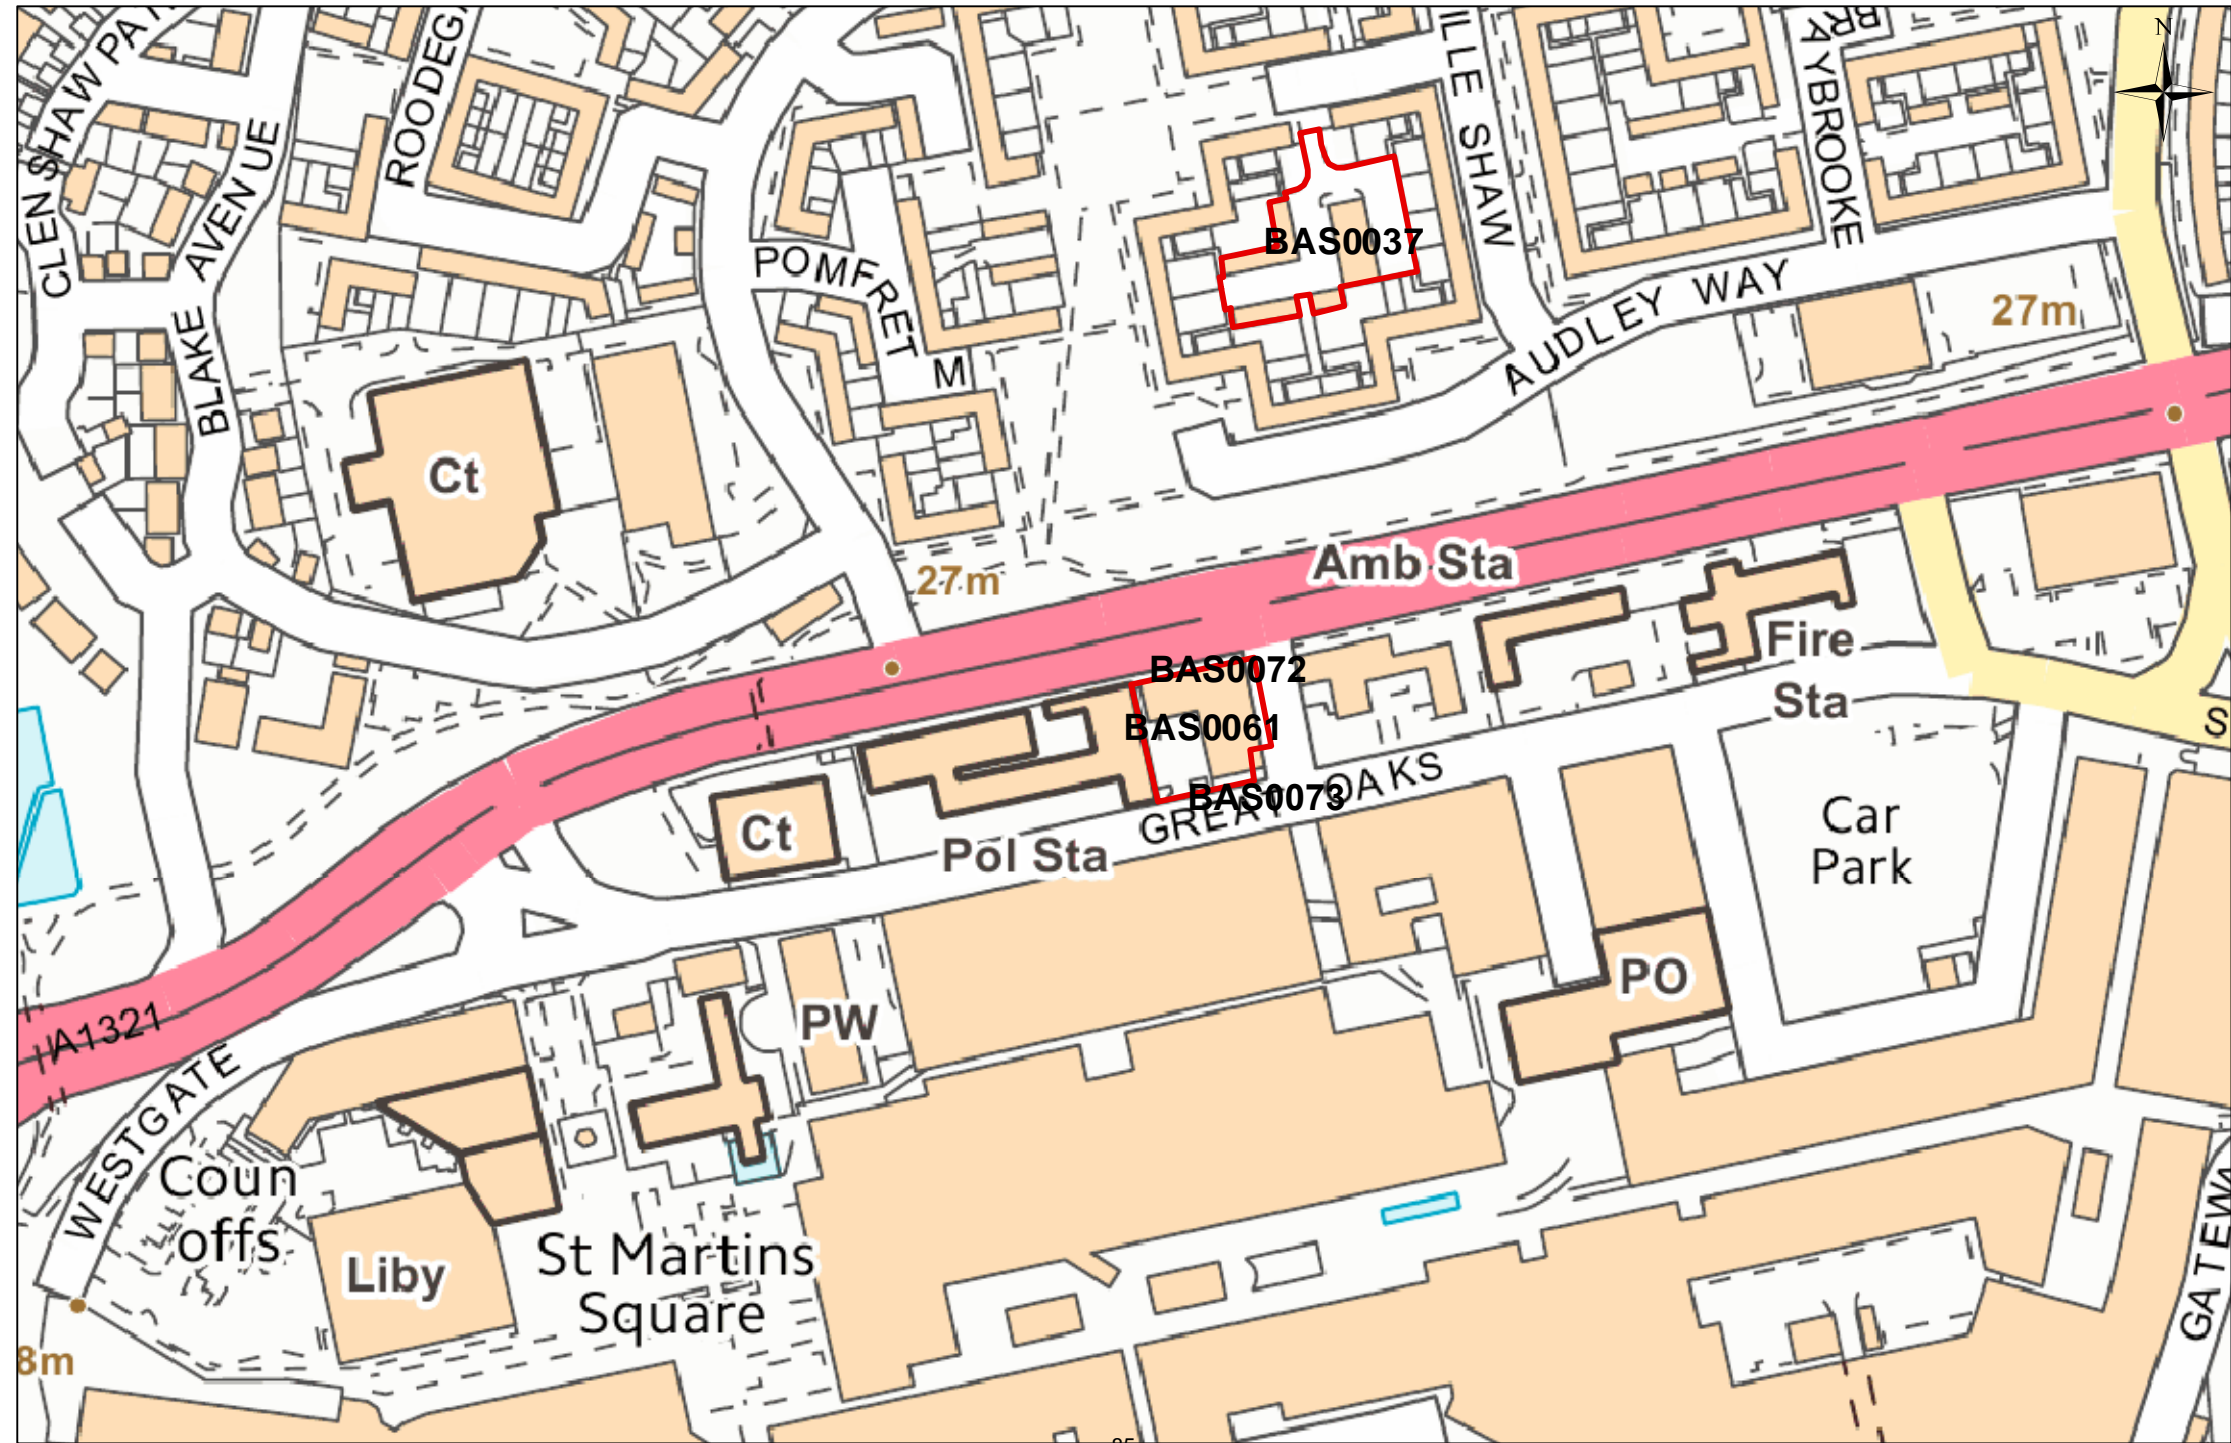 N
CLEN SHAW PA
BLAKE AVEN UE
ROODEG
ILLE SHAW
AYBROOKE
POMFRET
M
BAS0037
AUDLEY WAY
27m
Ct
27m
Amb Sta
Fire
Sta
BAS0072
BAS0061
BAS0073
GREAT OAKS
S
Ct
Pol Sta
Car
Park
PO
PW
A1321
WESTGATE
Coun
offs
Liby
St Martins
Square
GATEWA
8m